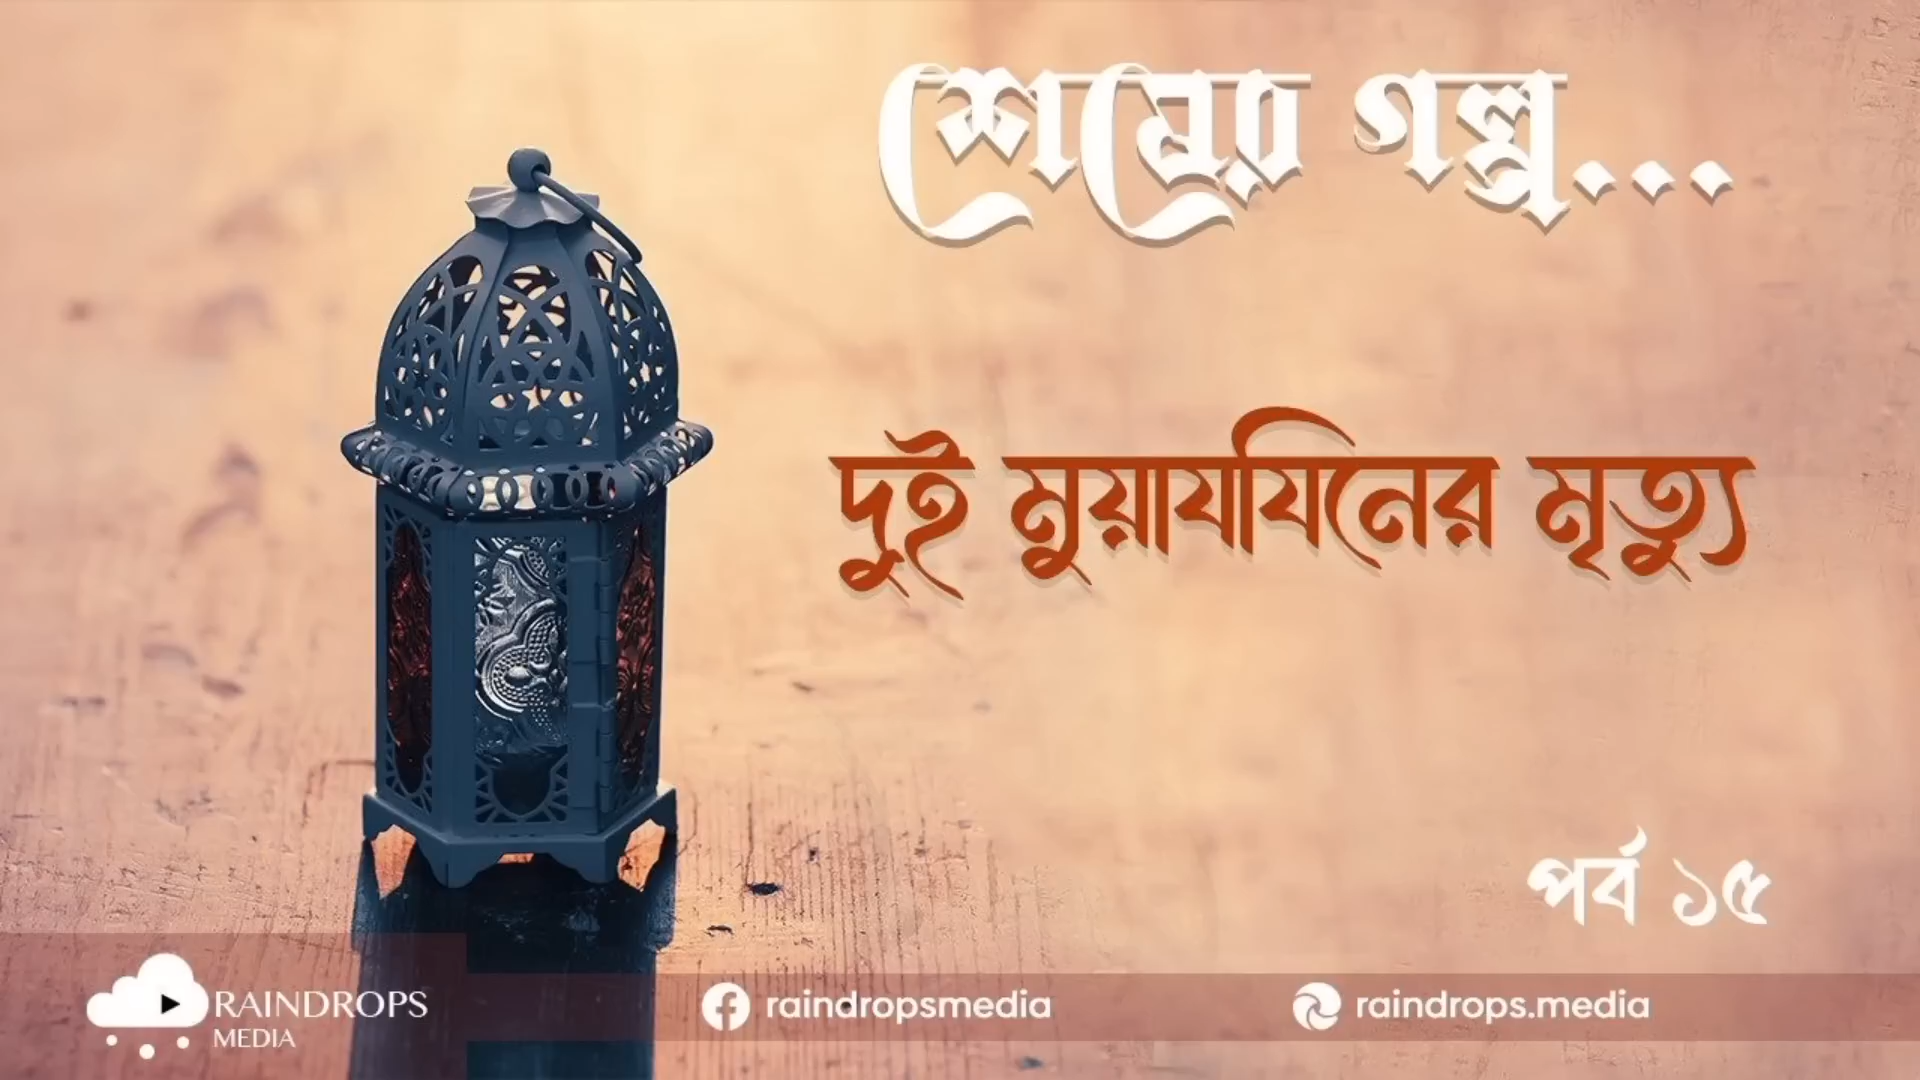 শেষের গল্প...
দুই মুয়াযযিনের মৃত্যু
পর্ব ১৫
RAINDROPS
MEDIA
raindropsmedia
raindrops.media